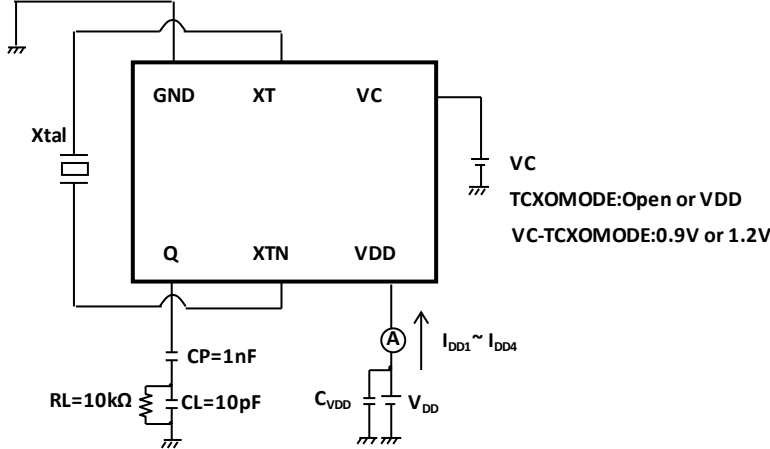 GND XT VC
Xtal
VC
TCXOMODE:Open or VDD
VC-TCXOMODE:0.9V or 1.2V
Q XTN VDD
A
IDD1~ IDD4
CP=1nF
RL=10kΩ CL=10pF
CVDD VDD